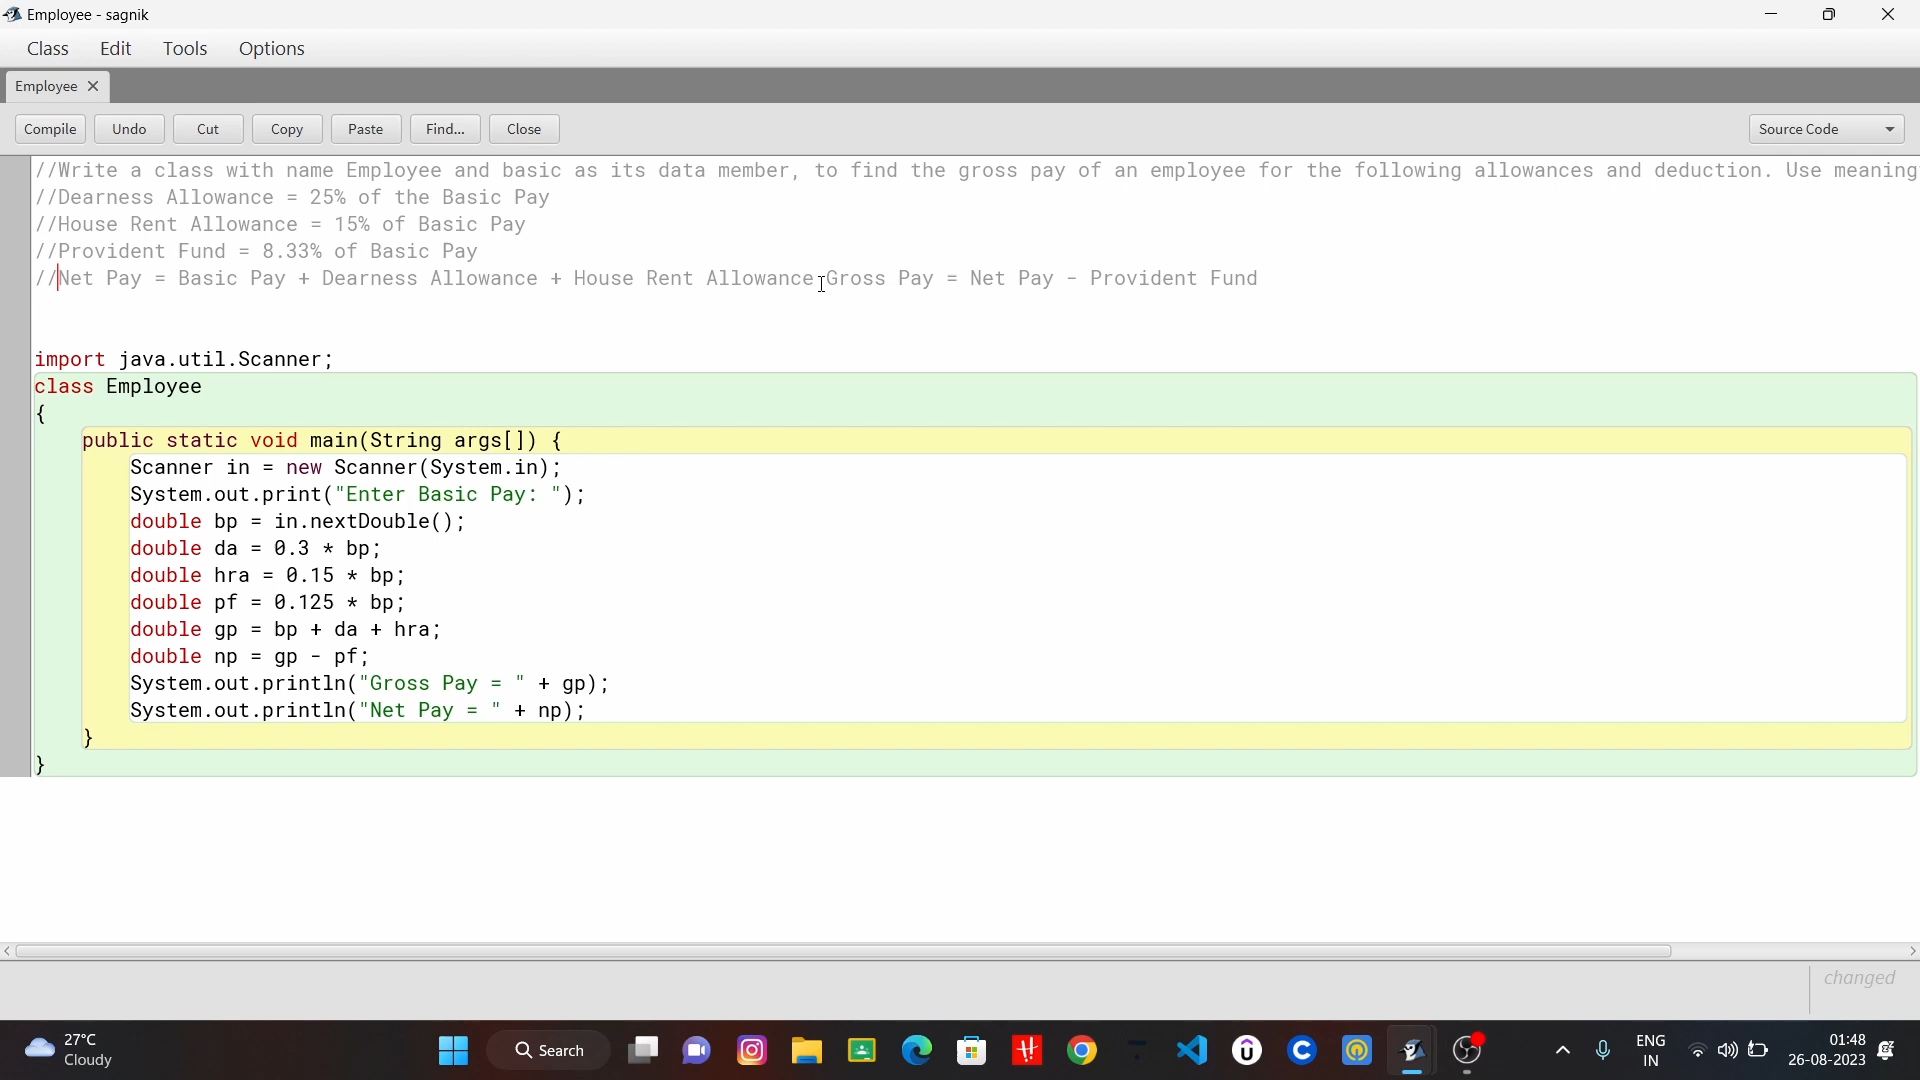 Employee - sagnik
Class Edit Tools Options
Employee
Compile Undo Cut Copy Paste Find... Close Source Code
//Write a class with name Employee and basic as its data member, to find the gross pay of an employee for the following allowances and deduction. Use meaning
//Dearness Allowance = 25% of the Basic Pay
//House Rent Allowance = 15% of Basic Pay
//Provident Fund = 8.33% of Basic Pay
//Net Pay = Basic Pay + Dearness Allowance + House Rent Allowance Gross Pay = Net Pay - Provident Fund
import java.util.Scanner;
class Employee
{
public static void main(String args[]) {
Scanner in = new Scanner(System.in);
System.out.print("Enter Basic Pay: ");
double bp = in.nextDouble();
double da = 0.3 * bp;
double hra = 0.15 * bp;
double pf = 0.125 * bp;
double gp = bp + da + hra;
double np = gp - pf;
System.out.println("Gross Pay = " + gp);
System.out.println("Net Pay = " + np);
}
}
changed
27°C
Cloudy
Search
ENG
IN
01:48
26-08-2023